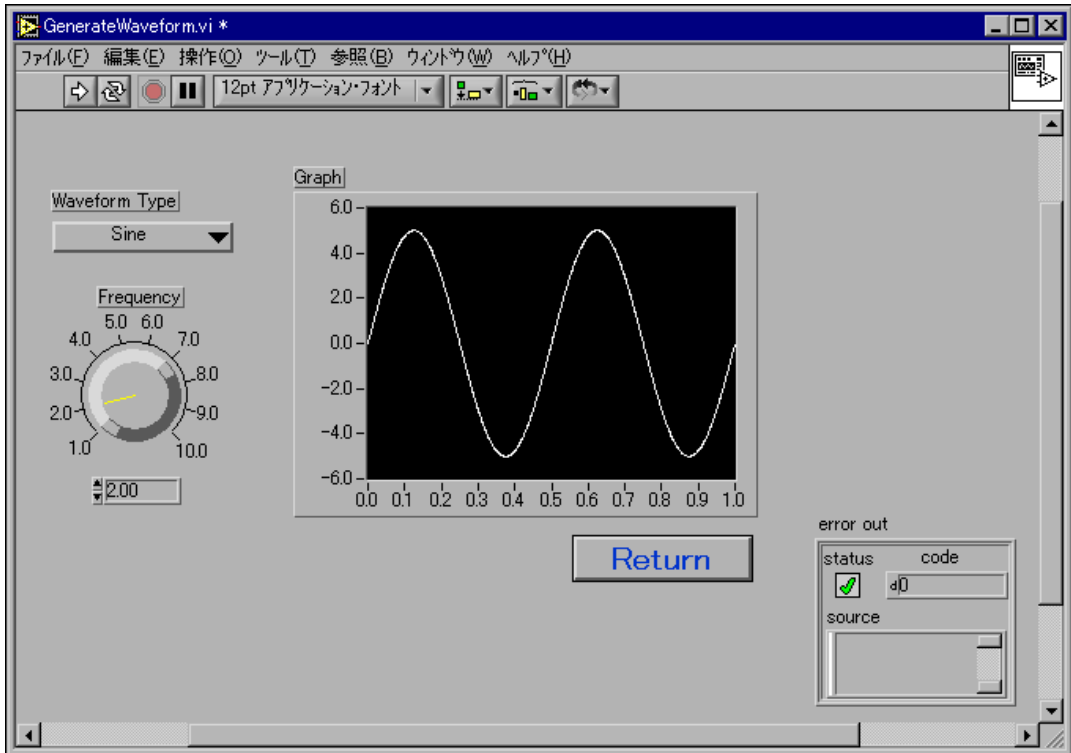 GenerateWaveform.vi *
ファイル(F) 編集(E) 操作(O) ツール(T) 参照(B) ウィンドウ(W) ヘルプ(H)
12pt アプリケーション・フォント
Waveform Type
Sine
Frequency
1.0
2.0
3.0
4.0
5.0
6.0
7.0
8.0
9.0
10.0
2.00
Graph
6.0
4.0
2.0
0.0
-2.0
-4.0
-6.0
0.0 0.1 0.2 0.3 0.4 0.5 0.6 0.7 0.8 0.9 1.0
Return
error out
status code
d0
source